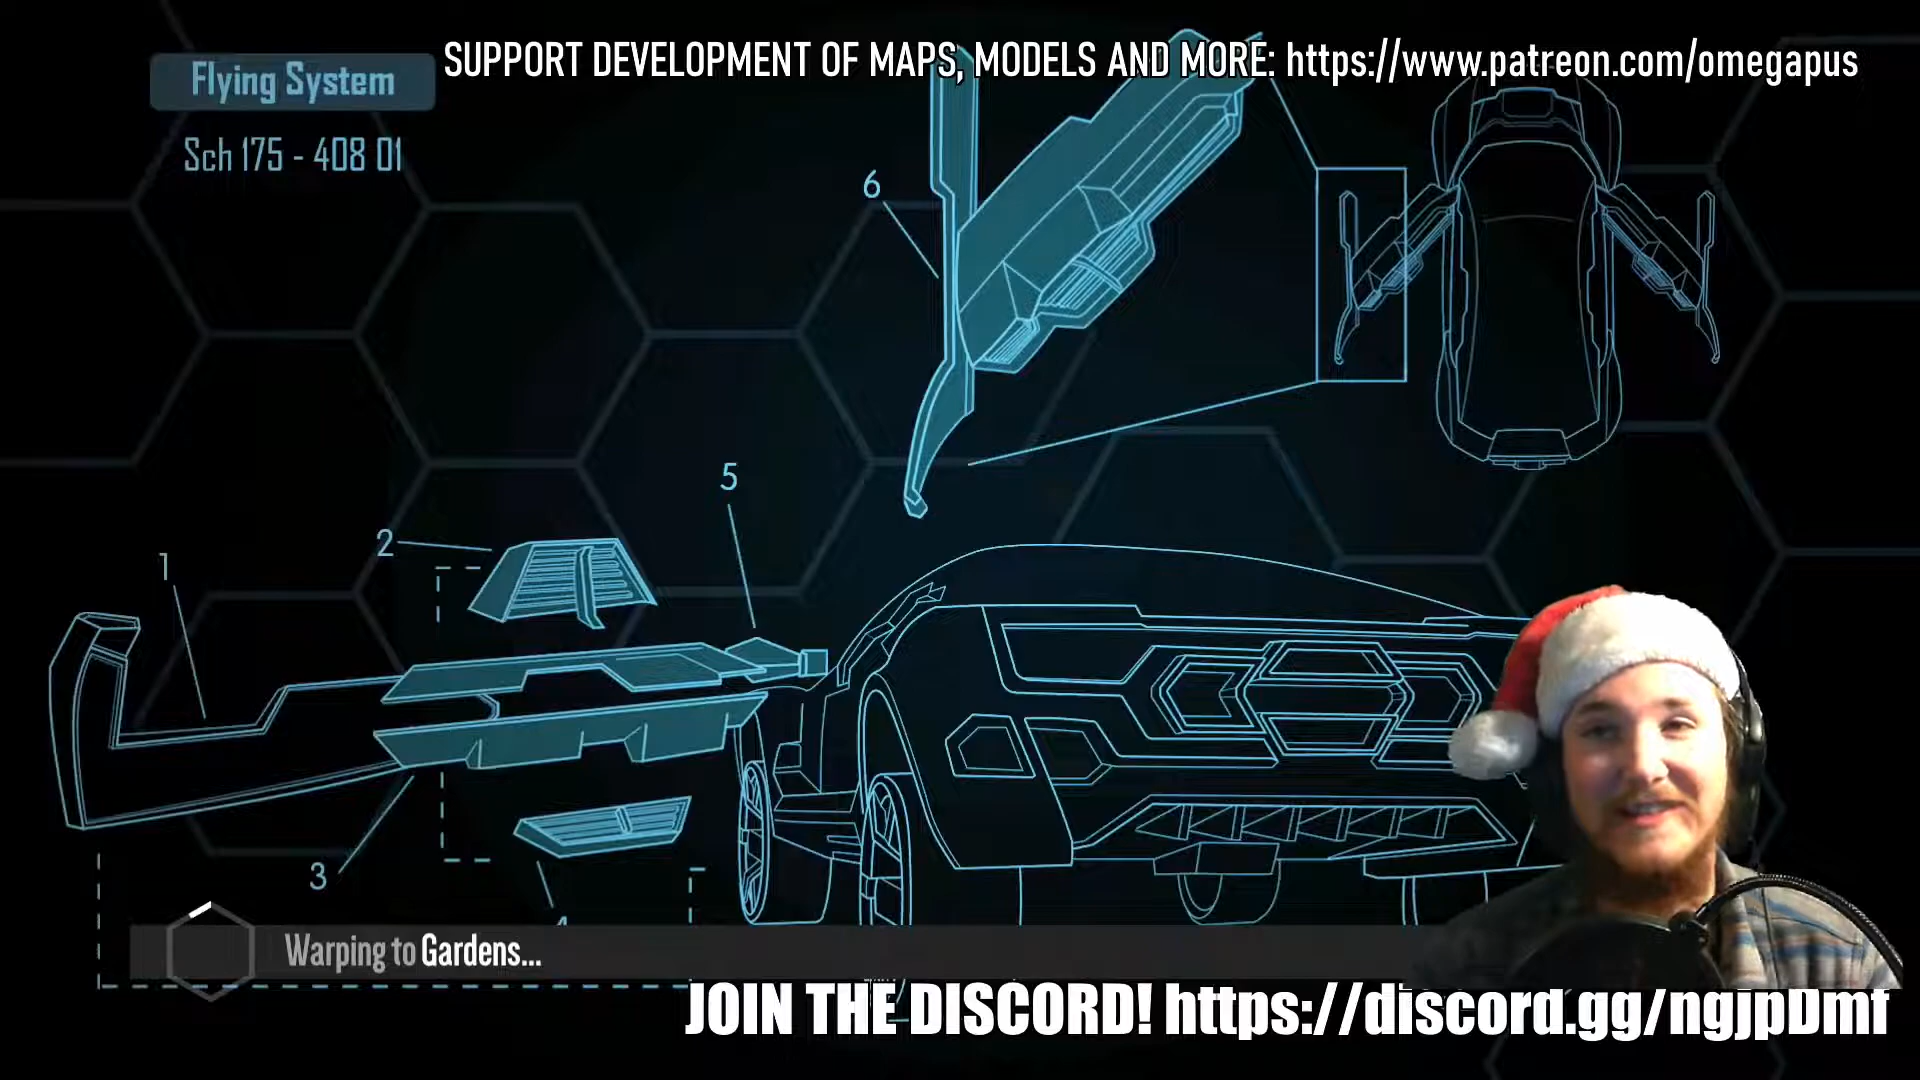 Flying System
SUPPORT DEVELOPMENT OF MAPS, MODELS AND MORE: https://www.patreon.com/omegapus
Sch 175 - 408 01
6
5
2
1
3
4
Warping to Gardens...
JOIN THE DISCORD! https://discord.gg/ngjpDmf